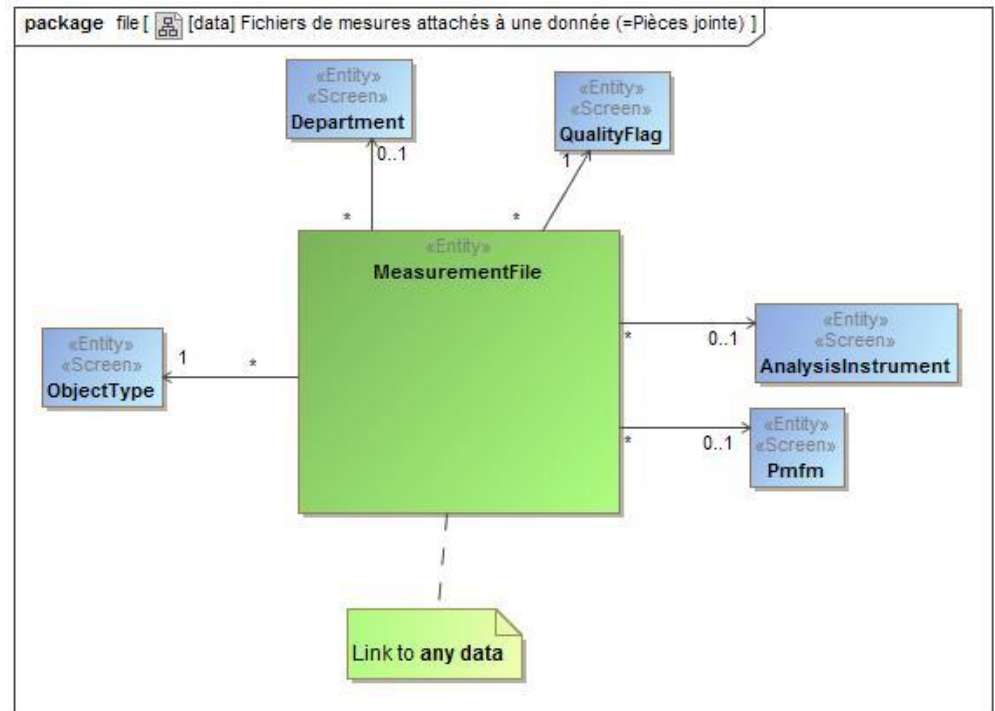 package file [ [data] Fichiers de mesures attachés à une donnée (=Pièces jointe) ]
«Entity»
«Screen»
Department
0..1
*
«Entity»
«Screen»
QualityFlag
1
*
«Entity»
MeasurementFile
«Entity»
«Screen»
ObjectType
1
*
*
0..1
«Entity»
«Screen»
AnalysisInstrument
*
0..1
«Entity»
«Screen»
Pmfm
Link to any data